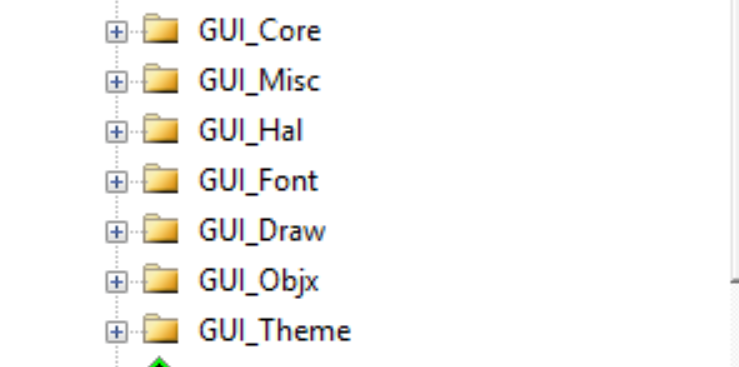 GUI_Core
GUI_Misc
GUI_Hal
GUI_Font
GUI_Draw
GUI_Objx
GUI_Theme